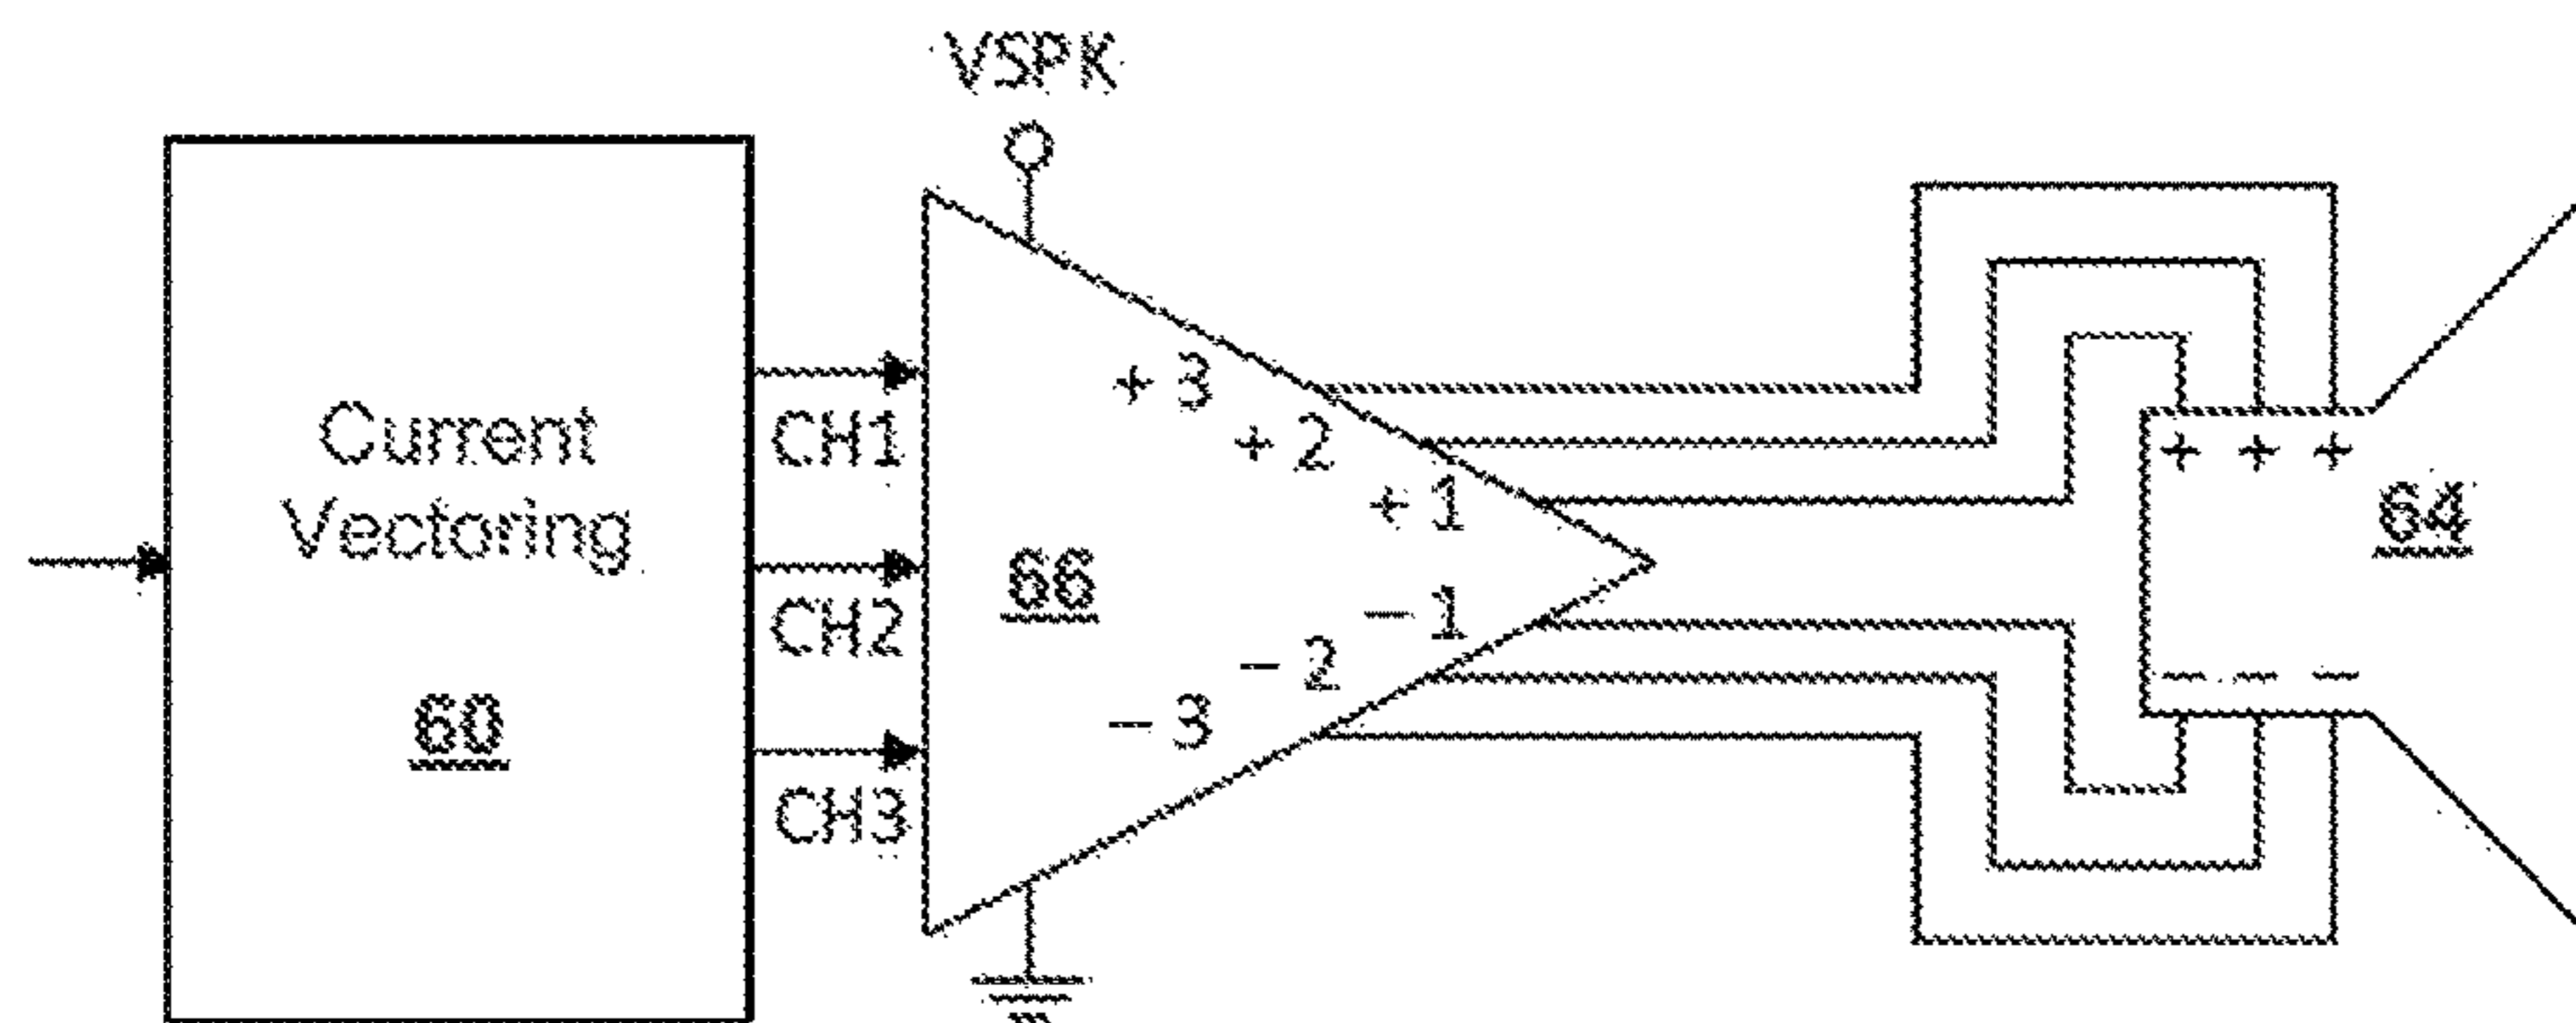 VSPK
Current
Vectoring
60
CH1
CH2
CH3
66
+ 3
+ 2
+ 1
− 1
− 2
− 3
+ + +
64
− − −